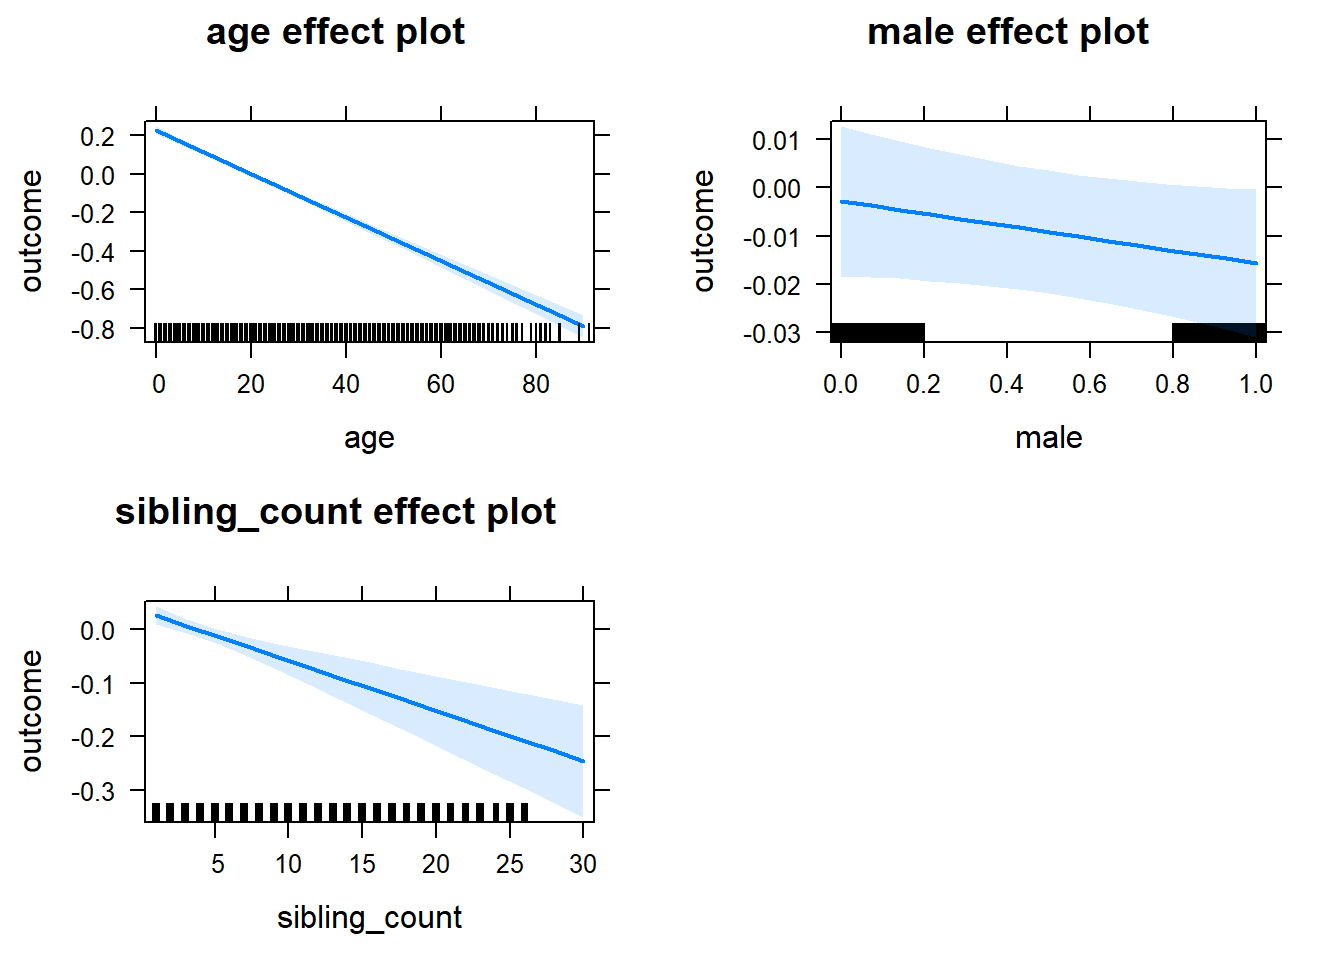 age effect plot
outcome
0.2
0.0
-0.2
-0.4
-0.6
-0.8
0 20 40 60 80
age
male effect plot
outcome
0.01
0.00
-0.01
-0.02
-0.03
0.0 0.2 0.4 0.6 0.8 1.0
male
sibling_count effect plot
outcome
0.0
-0.1
-0.2
-0.3
5 10 15 20 25 30
sibling_count